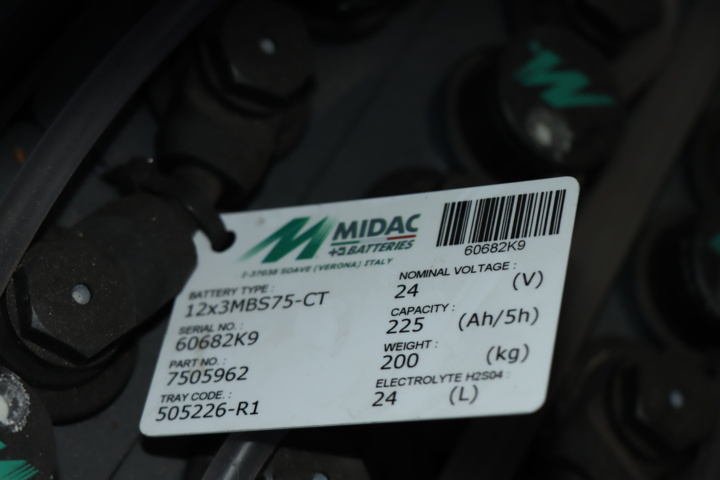 MIDAC
+BATTERIES
I-37038 SOAVE (VERONA) ITALY
60682K9
BATTERY TYPE :
12x3MBS75-CT
SERIAL NO. :
60682K9
PART NO. :
7505962
TRAY CODE. :
505226-R1
NOMINAL VOLTAGE :
24 (V)
CAPACITY :
225 (Ah/5h)
WEIGHT :
200 (kg)
ELECTROLYTE H2S04 :
24 (L)